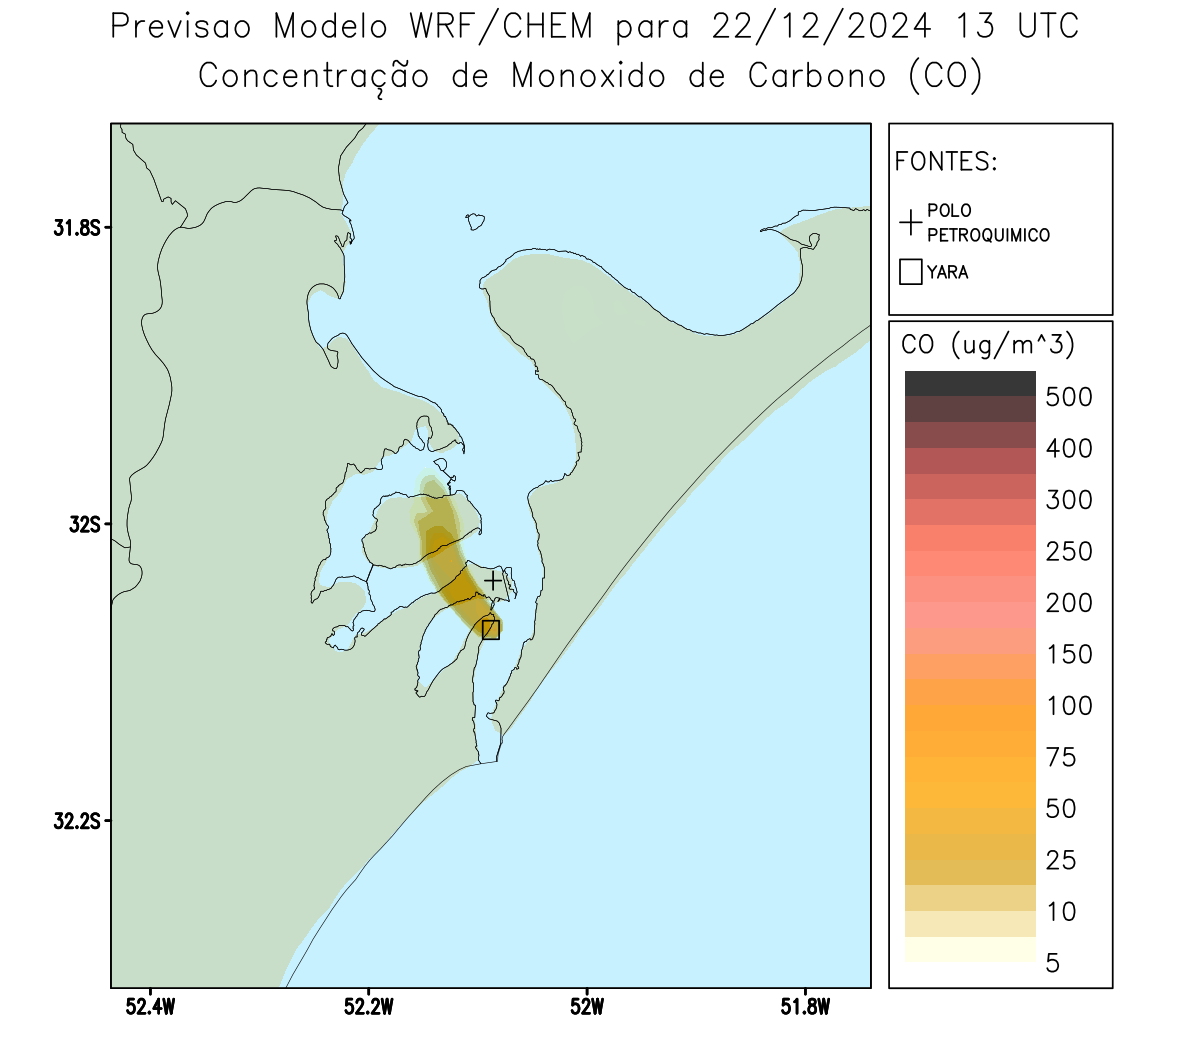 Previsao Modelo WRF/CHEM para 22/12/2024 13 UTC
Concentração de Monoxido de Carbono (CO)
FONTES:
POLO
PETROQUIMICO
YARA
CO (ug/m^3)
500
400
300
250
200
150
100
75
50
25
10
5
31.8S
32S
32.2S
52.4W
52.2W
52W
51.8W